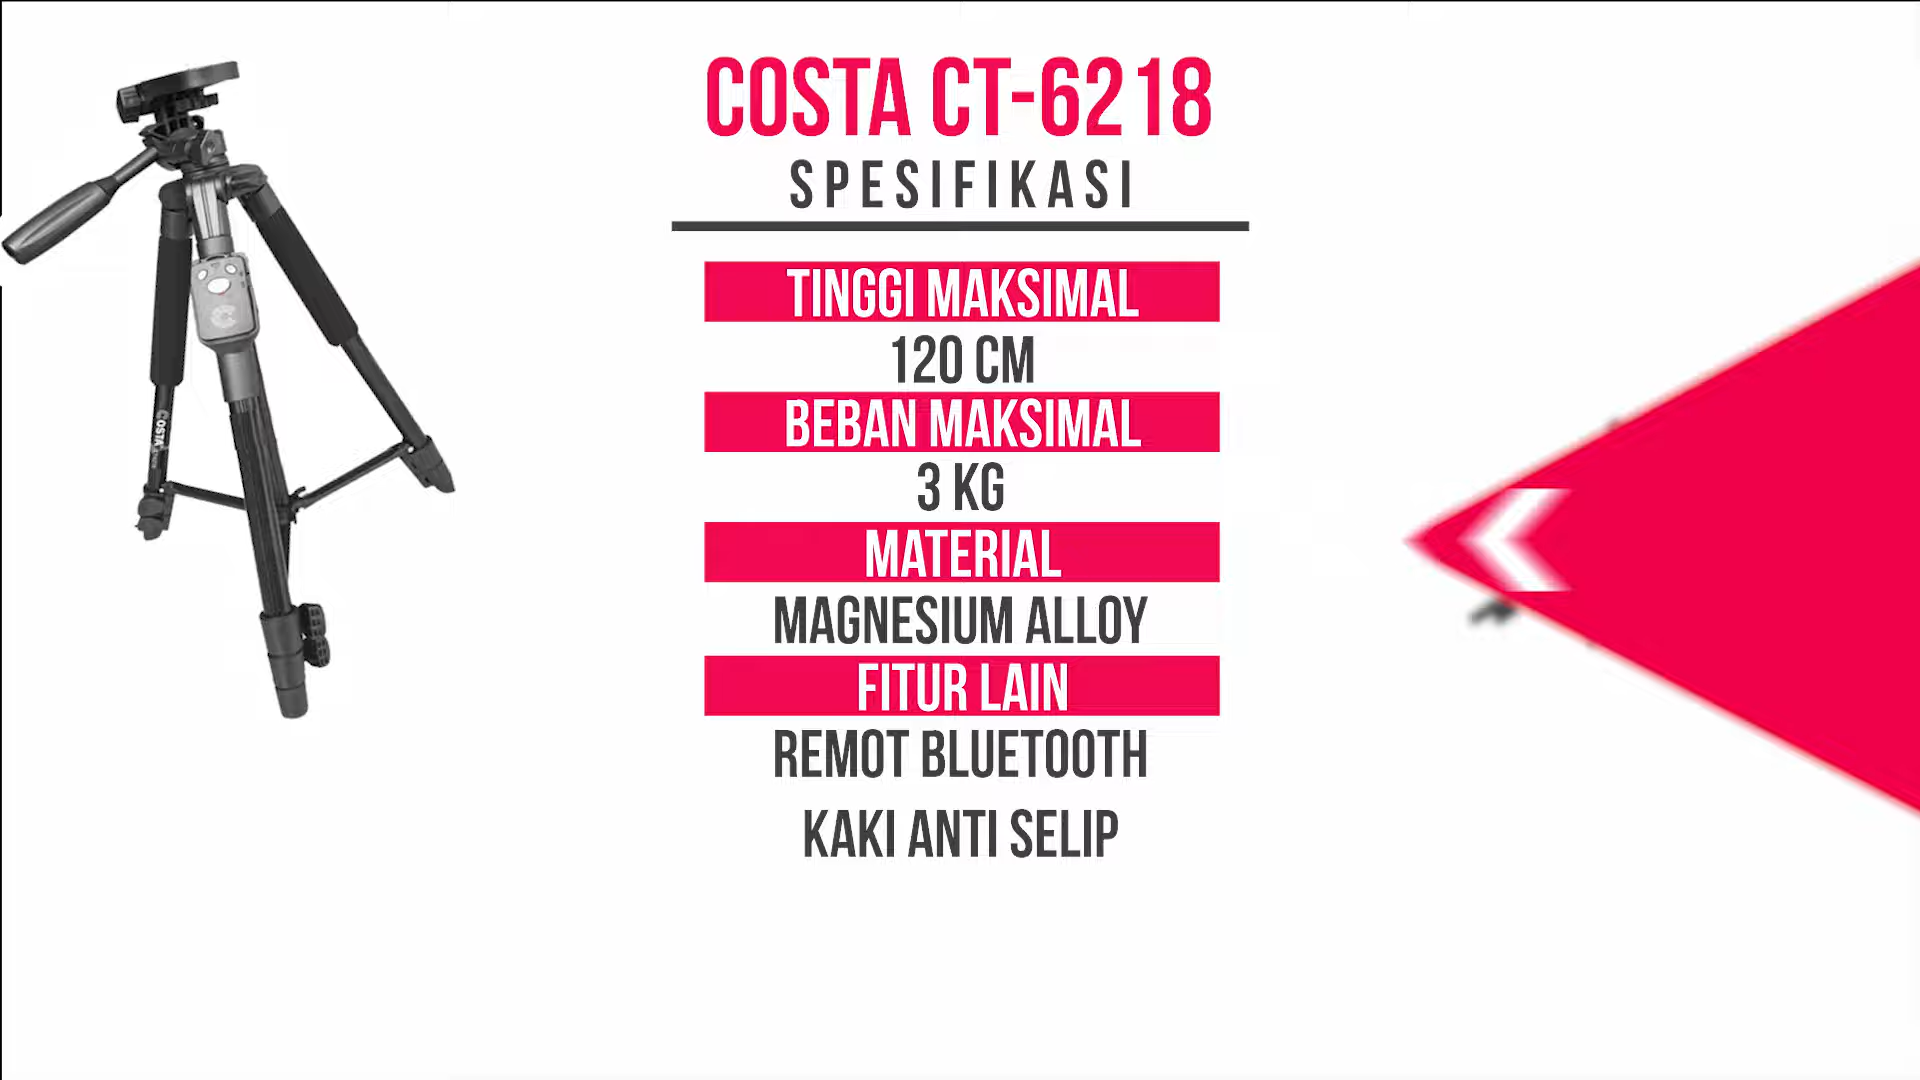 COSTA CT-6218
SPESIFIKASI
TINGGI MAKSIMAL
120 CM
BEBAN MAKSIMAL
3 KG
MATERIAL
MAGNESIUM ALLOY
FITUR LAIN
REMOT BLUETOOTH
KAKI ANTI SELIP
COSTA